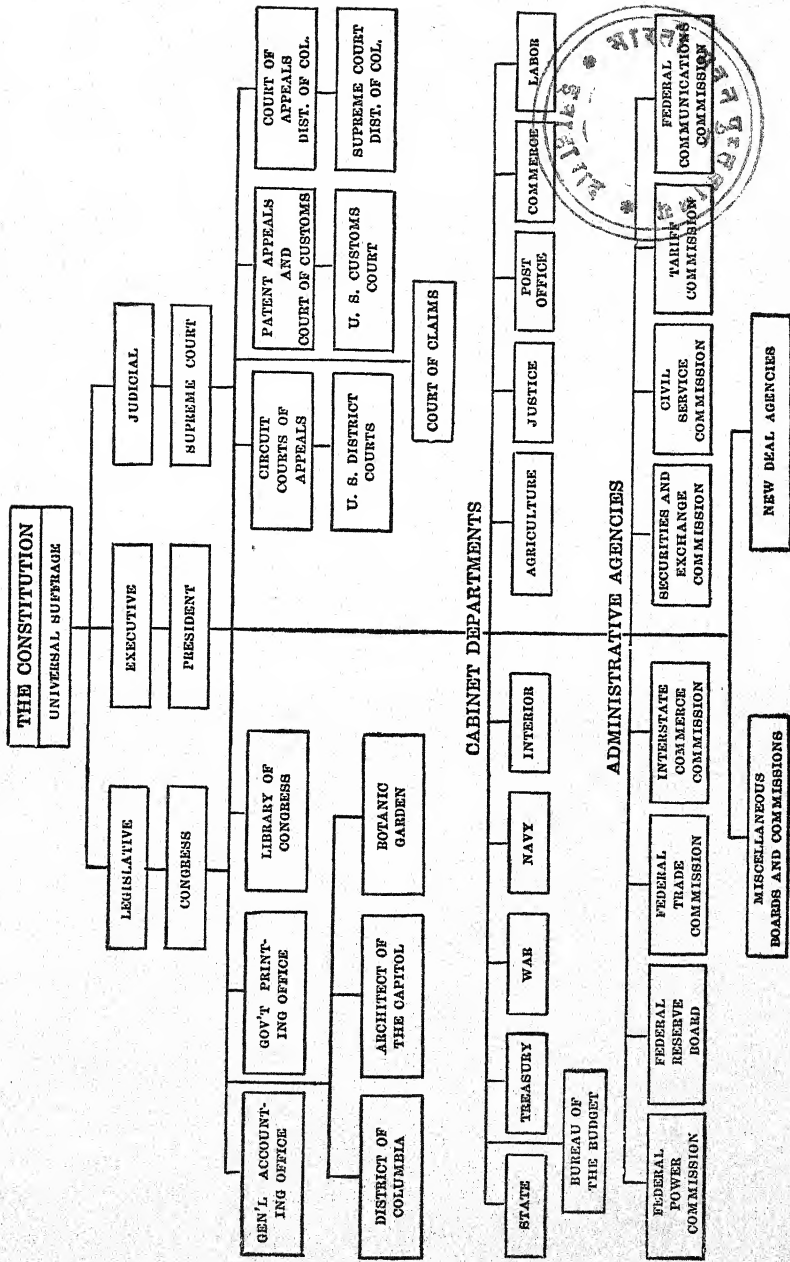 THE CONSTITUTION
UNIVERSAL SUFFRAGE
LEGISLATIVE
EXECUTIVE
JUDICIAL
CONGRESS
PRESIDENT
SUPREME COURT
GEN'L ACCOUNT-
ING OFFICE
GOV'T PRINT-
ING OFFICE
LIBRARY OF
CONGRESS
CIRCUIT
COURTS OF
APPEALS
PATENT APPEALS
AND
COURT OF CUSTOMS
COURT OF
APPEALS
DIST. OF COL.
DISTRICT OF
COLUMBIA
ARCHITECT OF
THE CAPITOL
BOTANIC
GARDEN
U. S. DISTRICT
COURTS
U. S. CUSTOMS
COURT
SUPREME COURT
DIST. OF COL.
COURT OF CLAIMS
CABINET DEPARTMENTS
STATE
TREASURY
WAR
NAVY
INTERIOR
AGRICULTURE
JUSTICE
POST
OFFICE
COMMERCE
LABOR
BUREAU OF
THE BUDGET
ADMINISTRATIVE AGENCIES
FEDERAL
POWER
COMMISSION
FEDERAL
RESERVE
BOARD
FEDERAL
TRADE
COMMISSION
INTERSTATE
COMMERCE
COMMISSION
SECURITIES AND
EXCHANGE
COMMISSION
CIVIL
SERVICE
COMMISSION
TARIFF
COMMISSION
FEDERAL
COMMUNICATIONS
COMMISSION
MISCELLANEOUS
BOARDS AND COMMISSIONS
NEW DEAL AGENCIES